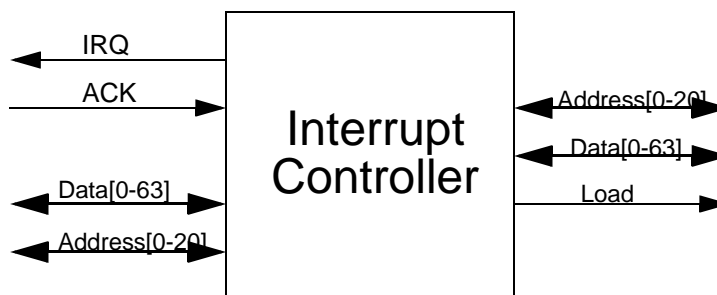 IRQ
ACK
Data[0-63]
Address[0-20]
Interrupt
Controller
Address[0-20]
Data[0-63]
Load